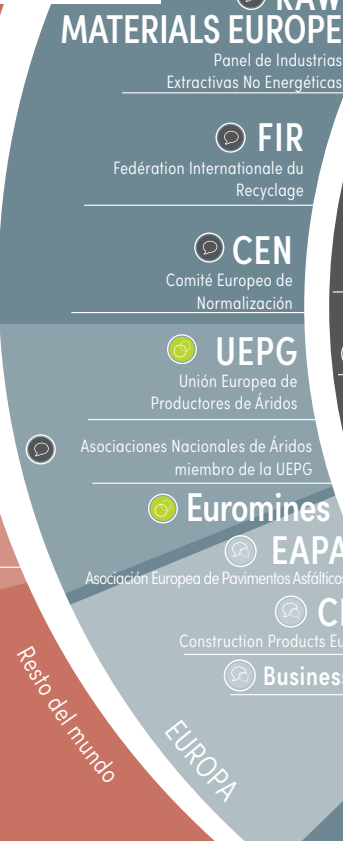 RAW
MATERIALS EUROPE
Panel de Industrias
Extractivas No Energéticas
FIR
Fedération Internationale du
Recyclage
CEN
Comité Europeo de
Normalización
UEPG
Unión Europea de
Productores de Áridos
Asociaciones Nacionales de Áridos
miembro de la UEPG
Euromines
EAPA
Asociación Europea de Pavimentos Asfálticos
Construction Products Eu
Business
EUROPA
Resto del mundo